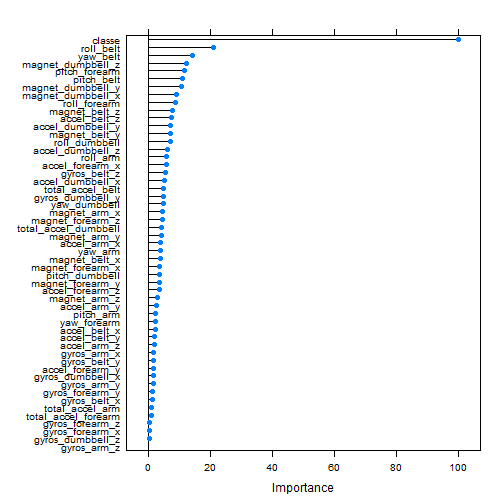 classe
roll_belt
yaw_belt
magnet_dumbbell_z
pitch_forearm
pitch_belt
magnet_dumbbell_y
magnet_dumbbell_x
roll_forearm
magnet_belt_z
accel_belt_z
accel_dumbbell_y
magnet_belt_y
roll_dumbbell
accel_dumbbell_z
roll_arm
accel_forearm_x
gyros_belt_z
accel_dumbbell_x
total_accel_belt
gyros_dumbbell_y
yaw_dumbbell
magnet_arm_x
magnet_forearm_z
total_accel_dumbbell
magnet_arm_y
accel_arm_x
yaw_arm
magnet_belt_x
magnet_forearm_x
pitch_dumbbell
magnet_forearm_y
accel_forearm_z
magnet_arm_z
accel_arm_y
pitch_arm
yaw_forearm
accel_belt_x
accel_belt_y
accel_arm_z
gyros_arm_x
gyros_belt_y
accel_forearm_y
gyros_dumbbell_x
gyros_arm_y
gyros_forearm_y
gyros_belt_x
total_accel_arm
total_accel_forearm
gyros_forearm_z
gyros_forearm_x
gyros_dumbbell_z
gyros_arm_z
0 20 40 60 80 100
Importance